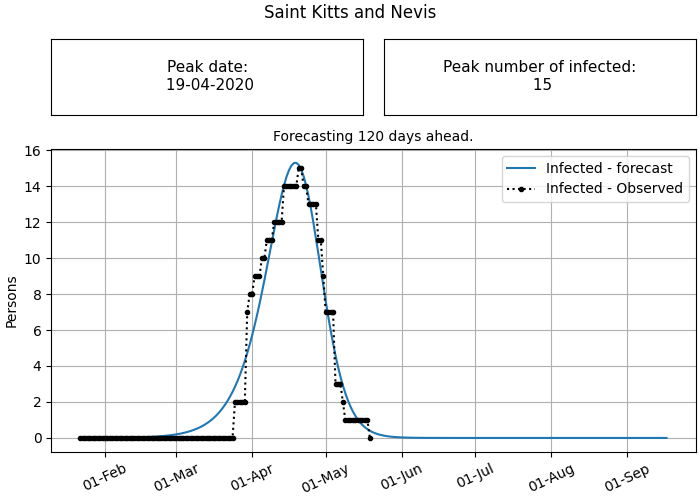 Saint Kitts and Nevis
Peak date:
19-04-2020
Peak number of infected:
15
Forecasting 120 days ahead.
Infected - forecast
Infected - Observed
Persons
16
14
12
10
8
6
4
2
0
01-Feb
01-Mar
01-Apr
01-May
01-Jun
01-Jul
01-Aug
01-Sep